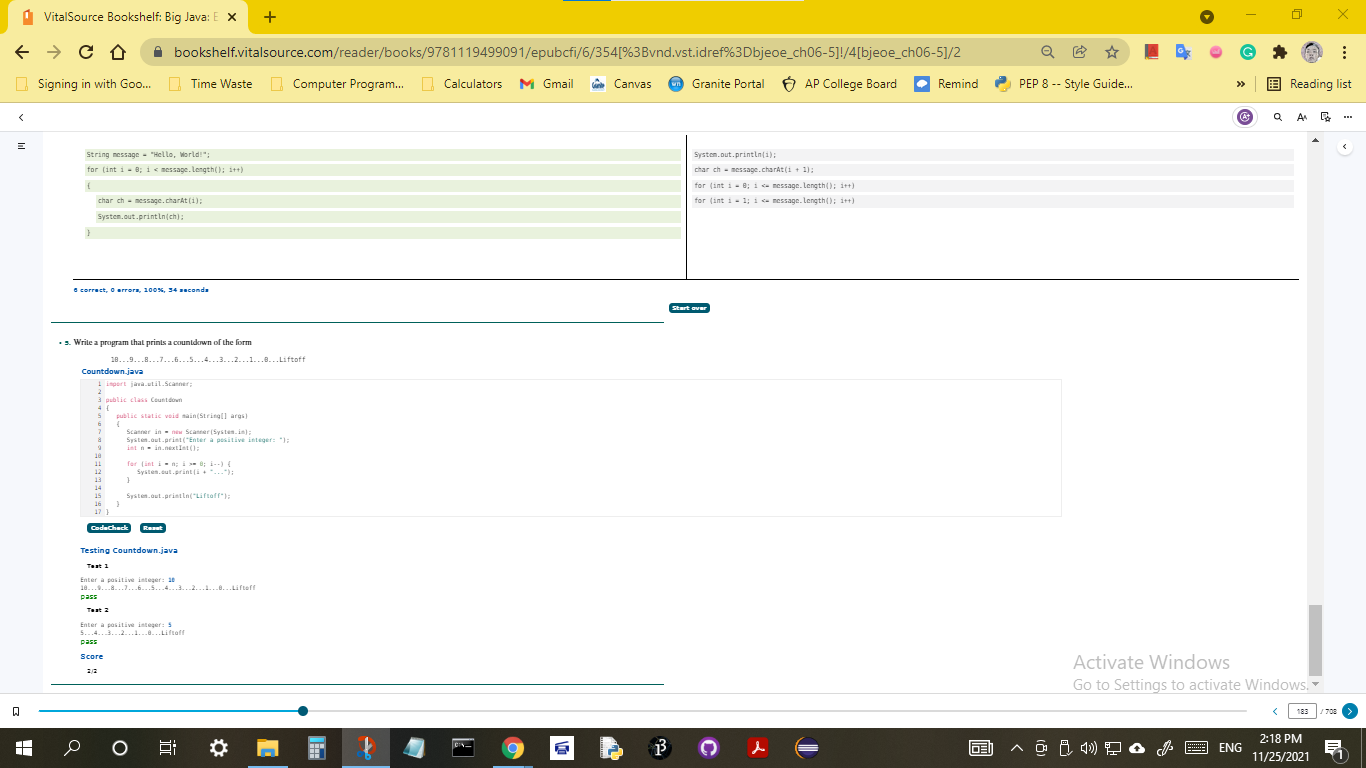 VitalSource Bookshelf: Big Java: E
bookshelf.vitalsource.com/reader/books/9781119499091/epubcfi/6/354[%3Bvnd.vst.idref%3Dbjeoe_ch06-5]!/4[bjeoe_ch06-5]/2
Signing in with Goo... Time Waste Computer Program... Calculators Gmail Canvas Granite Portal AP College Board Remind PEP 8 -- Style Guide... » Reading list
String message = "Hello, World!";
for (int i = 0; i < message.length(); i++)
{
char ch = message.charAt(i);
System.out.println(ch);
}
System.out.println(i);
char ch = message.charAt(i + 1);
for (int i = 0; i <= message.length(); i++)
for (int i = 1; i <= message.length(); i++)
6 correct, 0 errors, 100%, 34 seconds
Start over
• 5. Write a program that prints a countdown of the form
10...9...8...7...6...5...4...3...2...1...0...Liftoff
Countdown.java
1 import java.util.Scanner;
2
3 public class Countdown
4 {
5 public static void main(String[] args)
6 {
7 Scanner in = new Scanner(System.in);
8 System.out.print("Enter a positive integer: ");
9 int n = in.nextInt();
10
11 for (int i = n; i >= 0; i--) {
12 System.out.print(i + "...");
13 }
14
15 System.out.println("Liftoff");
16 }
17 }
CodeCheck Reset
Testing Countdown.java
Test 1
Enter a positive integer: 10
10...9...8...7...6...5...4...3...2...1...0...Liftoff
pass
Test 2
Enter a positive integer: 5
5...4...3...2...1...0...Liftoff
pass
Score
2/2
Activate Windows
Go to Settings to activate Windows.
183 / 708
ENG
2:18 PM
11/25/2021
1